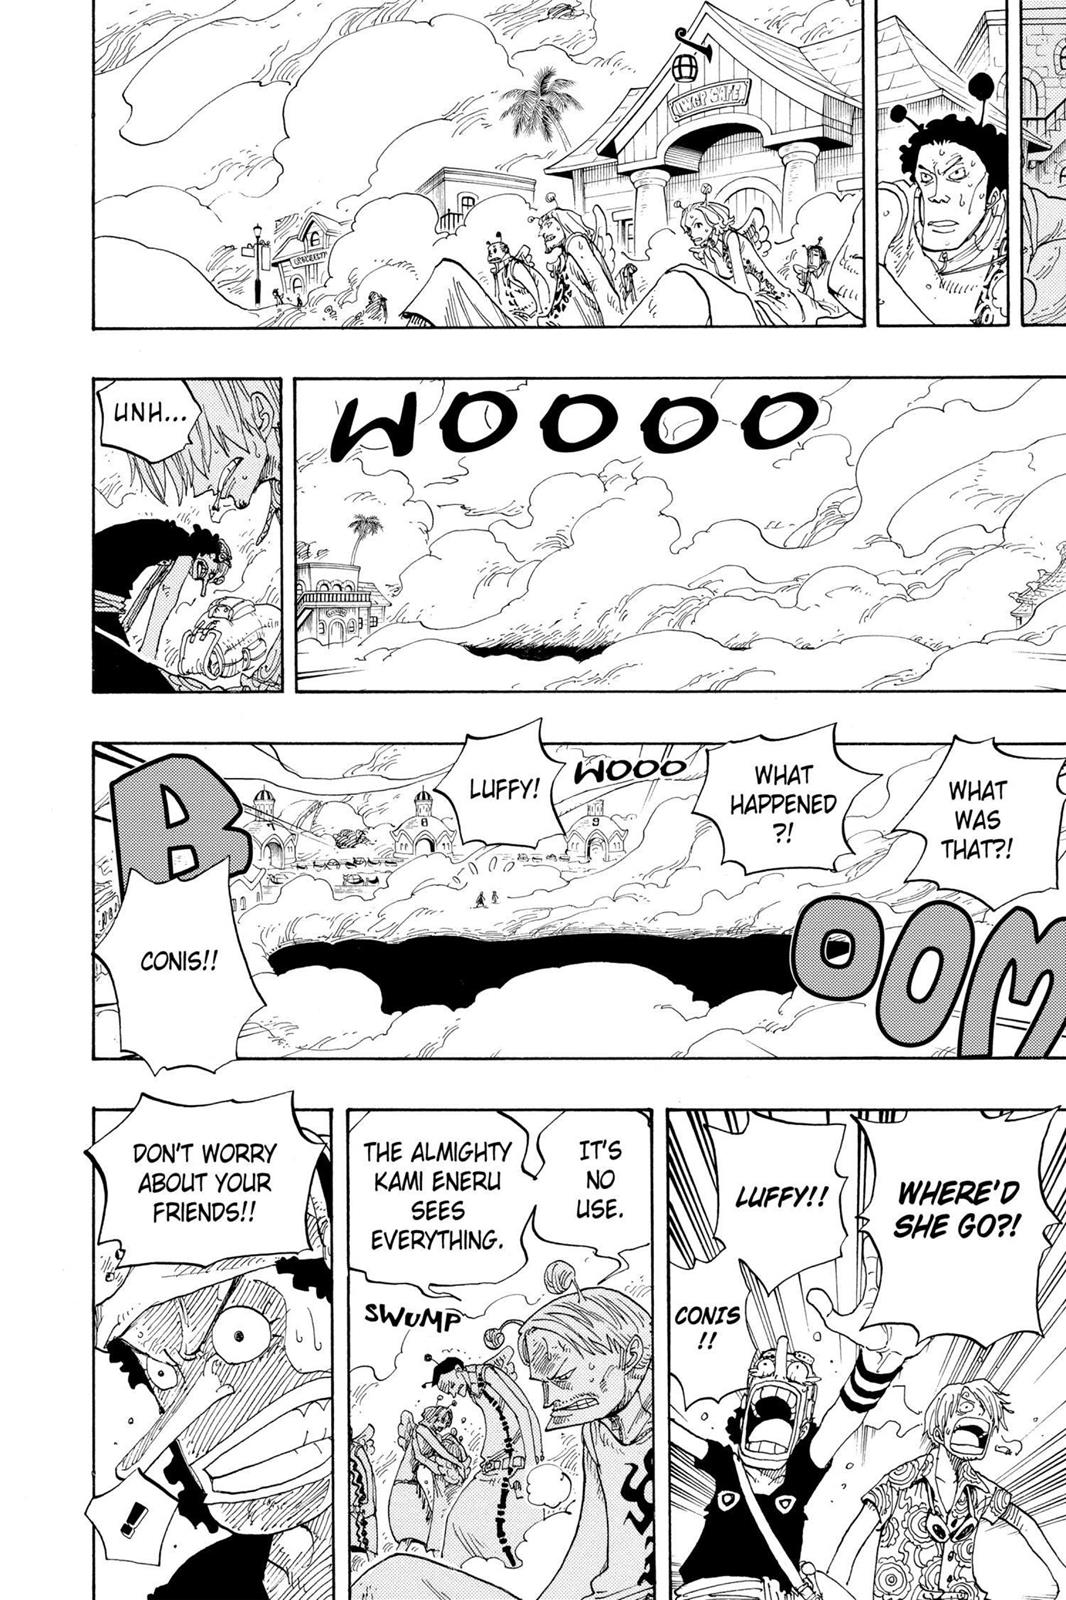 UNH...
WOOOO
WHAT
WAS
THAT?!
WHAT
HAPPENED
?!
WOOO
LUFFY!
CONIS!!
BOOM
WHERE'D
SHE GO?!
LUFFY!!
CONIS
!!
IT'S
NO
USE.
THE ALMIGHTY
KAMI ENERU
SEES
EVERYTHING.
SWUMP
DON'T WORRY
ABOUT YOUR
FRIENDS!!
!